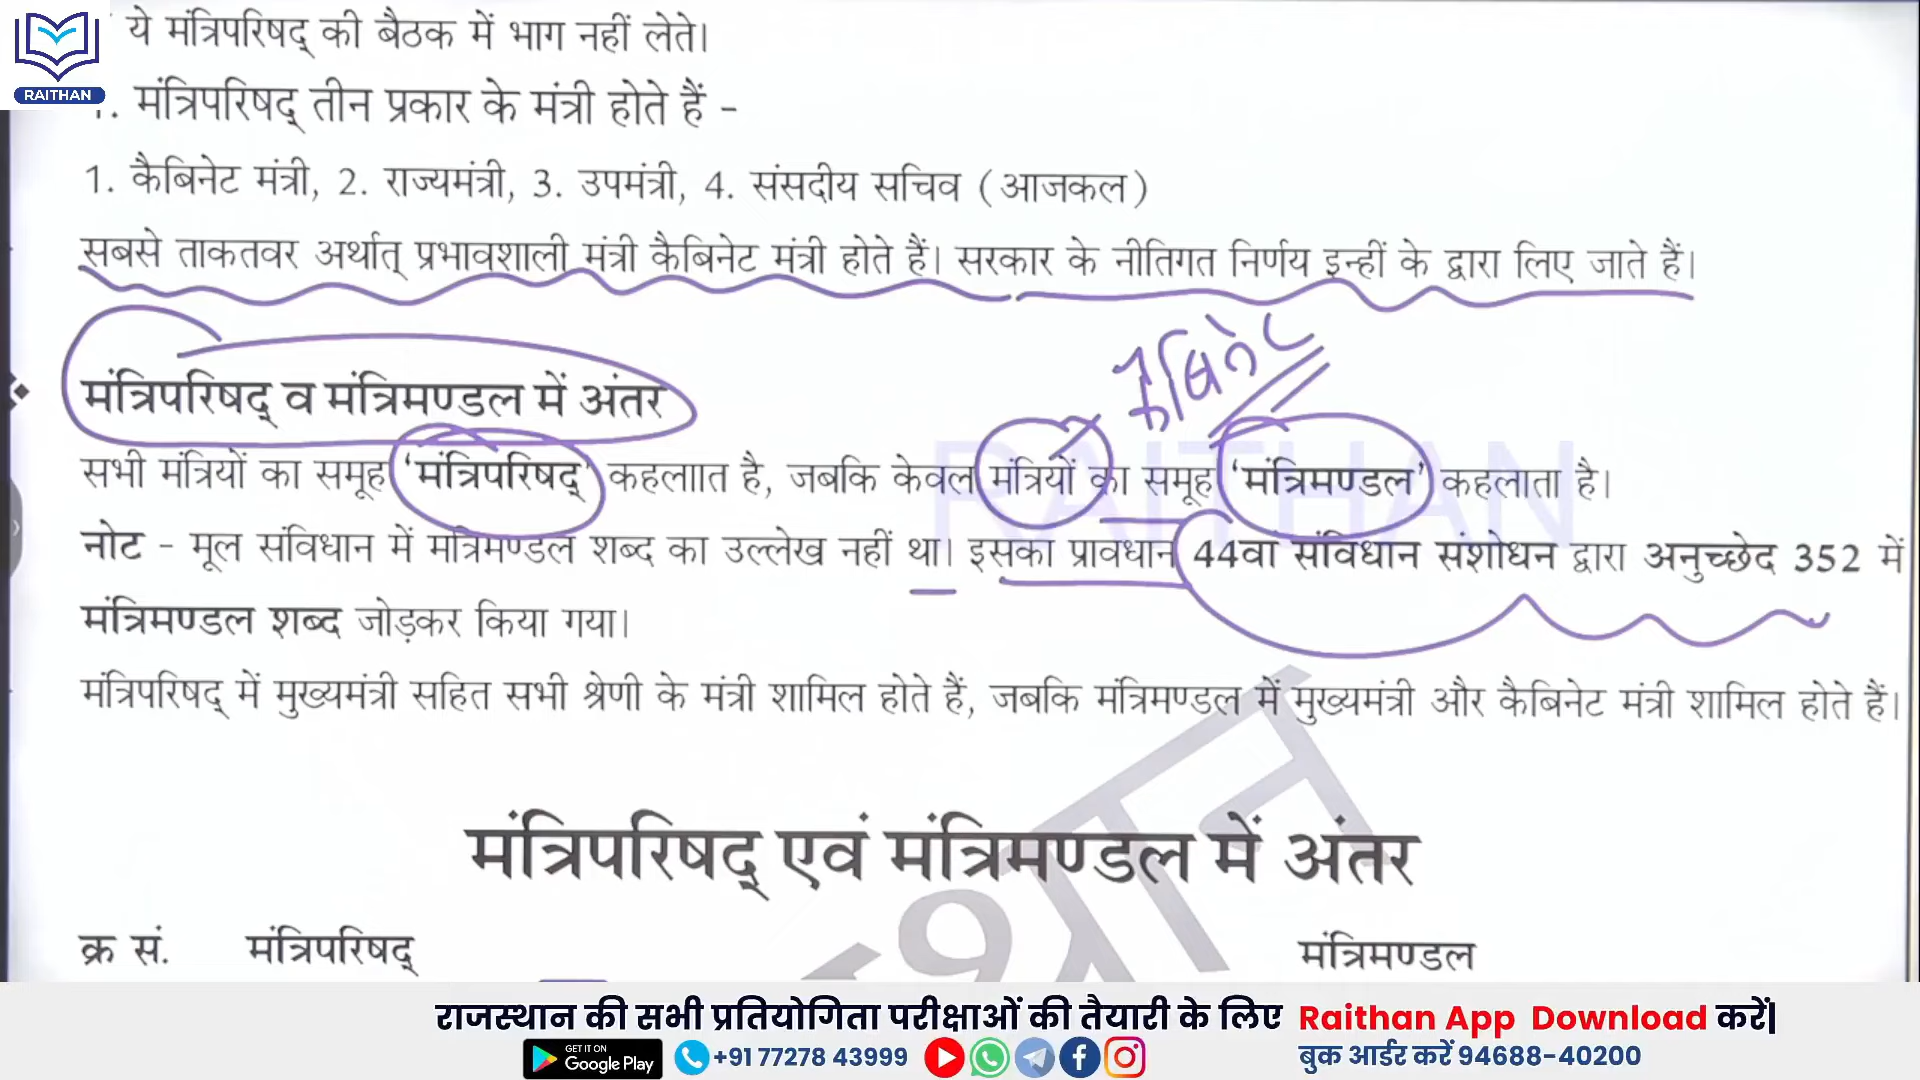 ये मंत्रिपरिषद् की बैठक में भाग नहीं लेते।
RAITHAN
मंत्रिपरिषद् तीन प्रकार के मंत्री होते हैं -
1. कैबिनेट मंत्री, 2. राज्यमंत्री, 3. उपमंत्री, 4. संसदीय सचिव (आजकल)
सबसे ताकतवर अर्थात् प्रभावशाली मंत्री कैबिनेट मंत्री होते हैं। सरकार के नीतिगत निर्णय इन्हीं के द्वारा लिए जाते हैं।
कैबिनेट
मंत्रिपरिषद् व मंत्रिमण्डल में अंतर
सभी मंत्रियों का समूह 'मंत्रिपरिषद्' कहलाात है, जबकि केवल मंत्रियों का समूह 'मंत्रिमण्डल' कहलाता है।
RAITHAN
नोट - मूल संविधान में मंत्रिमण्डल शब्द का उल्लेख नहीं था। इसका प्रावधान 44वा संविधान संशोधन द्वारा अनुच्छेद 352 में
मंत्रिमण्डल शब्द जोड़कर किया गया।
मंत्रिपरिषद् में मुख्यमंत्री सहित सभी श्रेणी के मंत्री शामिल होते हैं, जबकि मंत्रिमण्डल में मुख्यमंत्री और कैबिनेट मंत्री शामिल होते हैं।
मंत्रिपरिषद् एवं मंत्रिमण्डल में अंतर
क्र सं. मंत्रिपरिषद् मंत्रिमण्डल
राजस्थान की सभी प्रतियोगिता परीक्षाओं की तैयारी के लिए Raithan App Download करें|
GET IT ON Google Play +91 77278 43999 बुक आर्डर करें 94688-40200